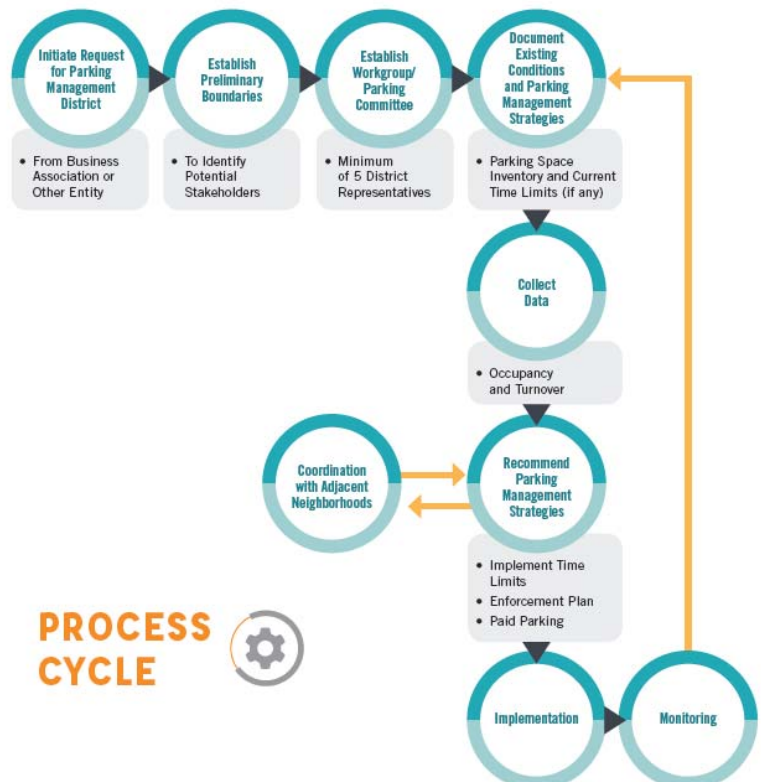 Initiate Request
for Parking
Management
District
• From Business
Association or
Other Entity
Establish
Preliminary
Boundaries
• To Identify
Potential
Stakeholders
Establish
Workgroup/
Parking
Committee
• Minimum
of 5 District
Representatives
Document
Existing
Conditions
and Parking
Management
Strategies
• Parking Space
Inventory and Current
Time Limits (if any)
Collect
Data
• Occupancy
and Turnover
Coordination
with Adjacent
Neighborhoods
Recommend
Parking
Management
Strategies
• Implement Time
Limits
• Enforcement Plan
• Paid Parking
PROCESS
CYCLE
Implementation
Monitoring